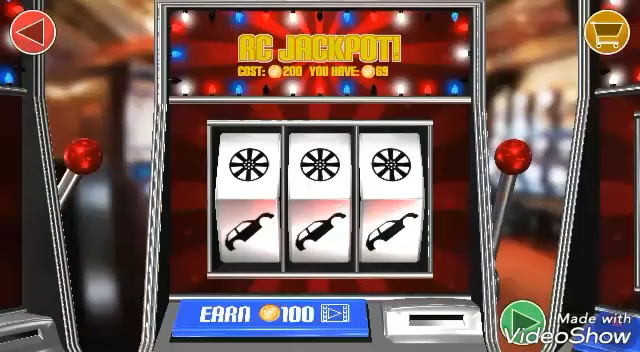 RC JACKPOT!
COST: 200 YOU HAVE: 69
EARN 100
Made with
VideoShow